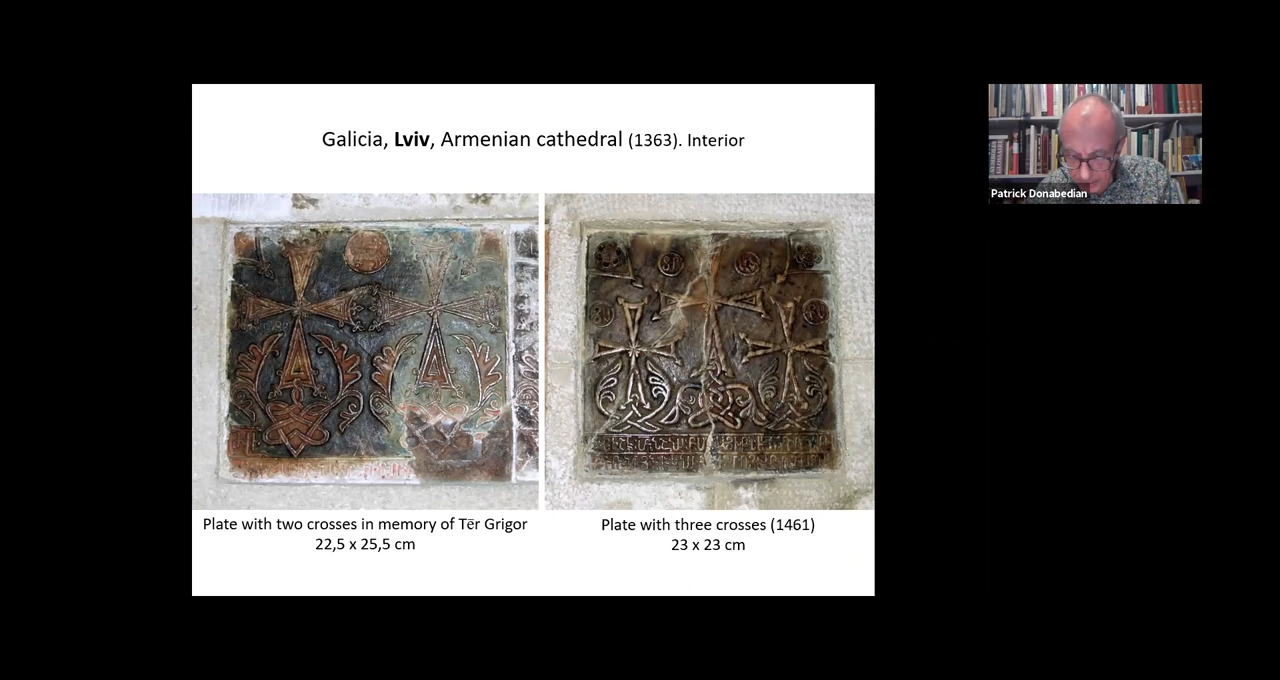 Galicia, Lviv, Armenian cathedral (1363). Interior
Patrick Donabedian
Plate with two crosses in memory of Tēr Grigor
22,5 x 25,5 cm
Plate with three crosses (1461)
23 x 23 cm